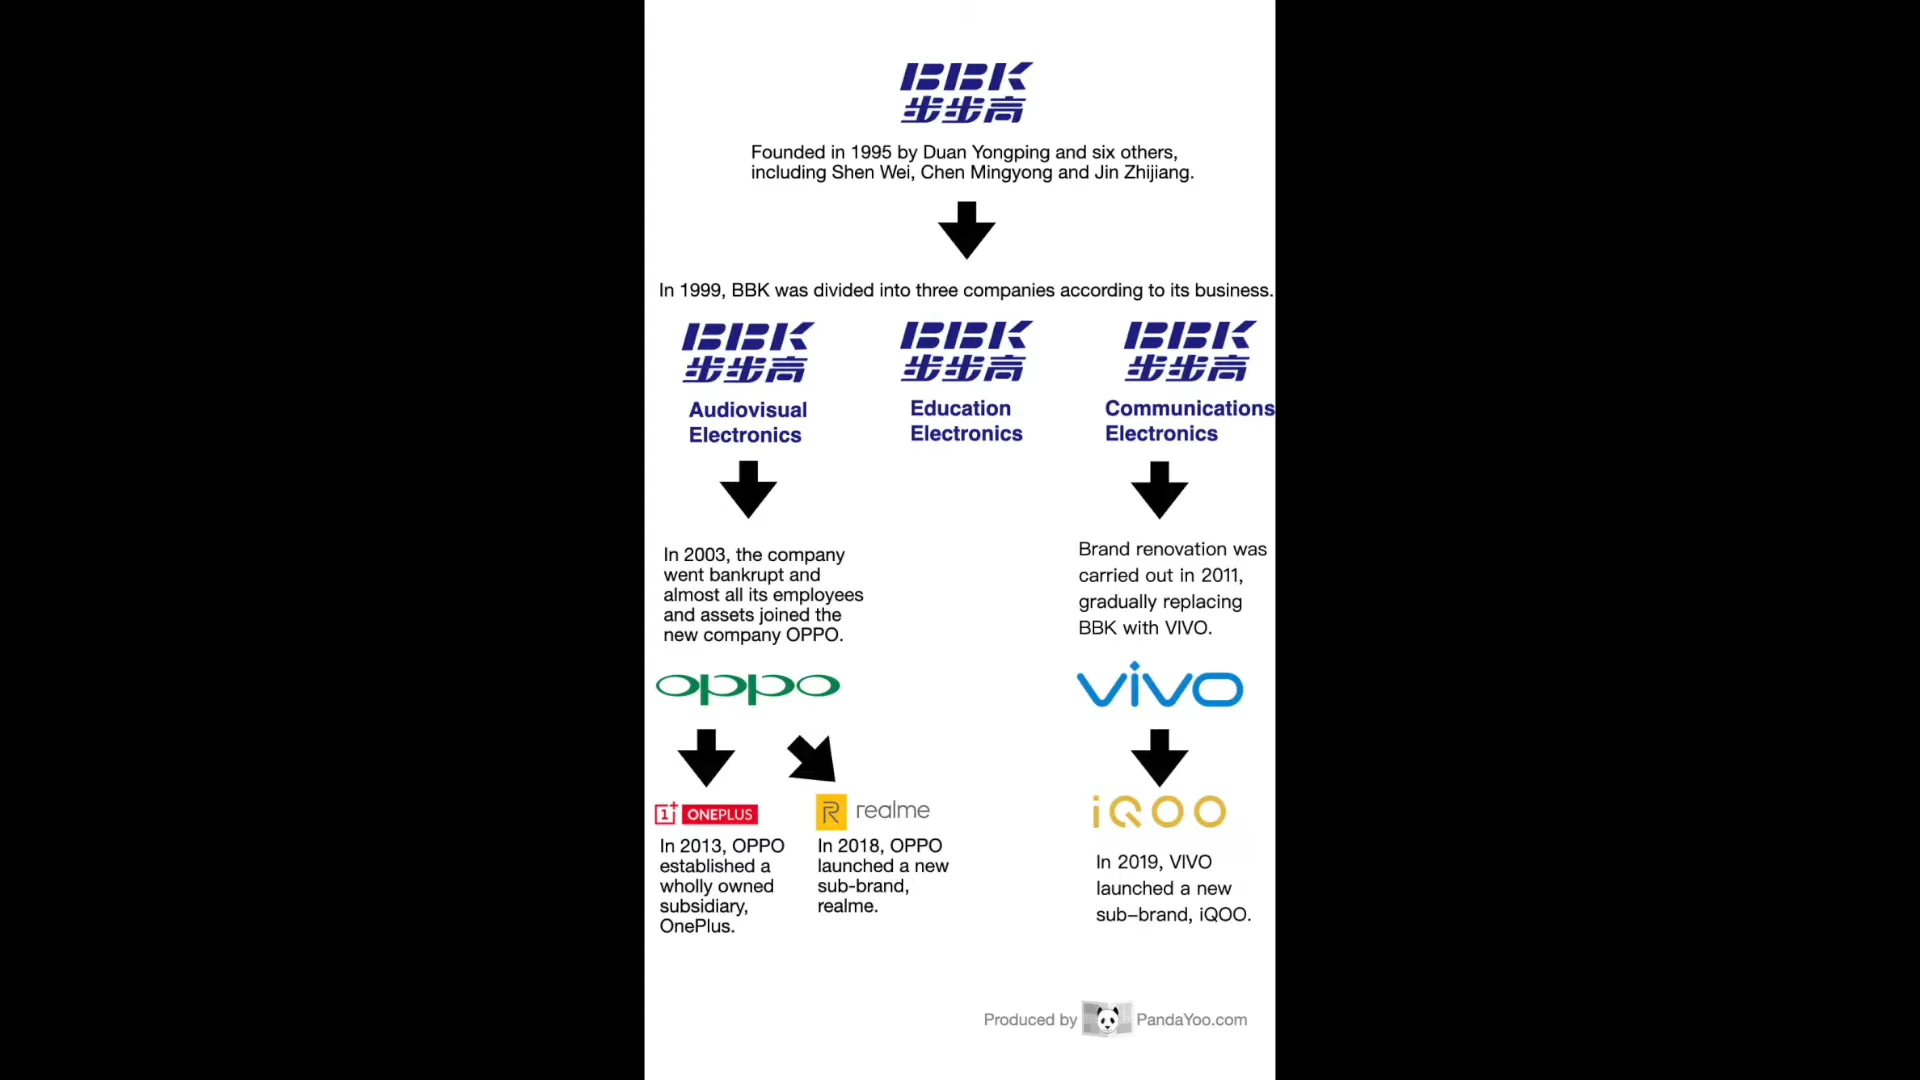 BBK
步步高
Founded in 1995 by Duan Yongping and six others,
including Shen Wei, Chen Mingyong and Jin Zhijiang.
In 1999, BBK was divided into three companies according to its business.
BBK
步步高
Audiovisual
Electronics
BBK
步步高
Education
Electronics
BBK
步步高
Communications
Electronics
In 2003, the company
went bankrupt and
almost all its employees
and assets joined the
new company OPPO.
oppo
Brand renovation was
carried out in 2011,
gradually replacing
BBK with VIVO.
vivo
1+ ONEPLUS
In 2013, OPPO
established a
wholly owned
subsidiary,
OnePlus.
R realme
In 2018, OPPO
launched a new
sub-brand,
realme.
iQOO
In 2019, VIVO
launched a new
sub-brand, iQOO.
Produced by PandaYoo.com